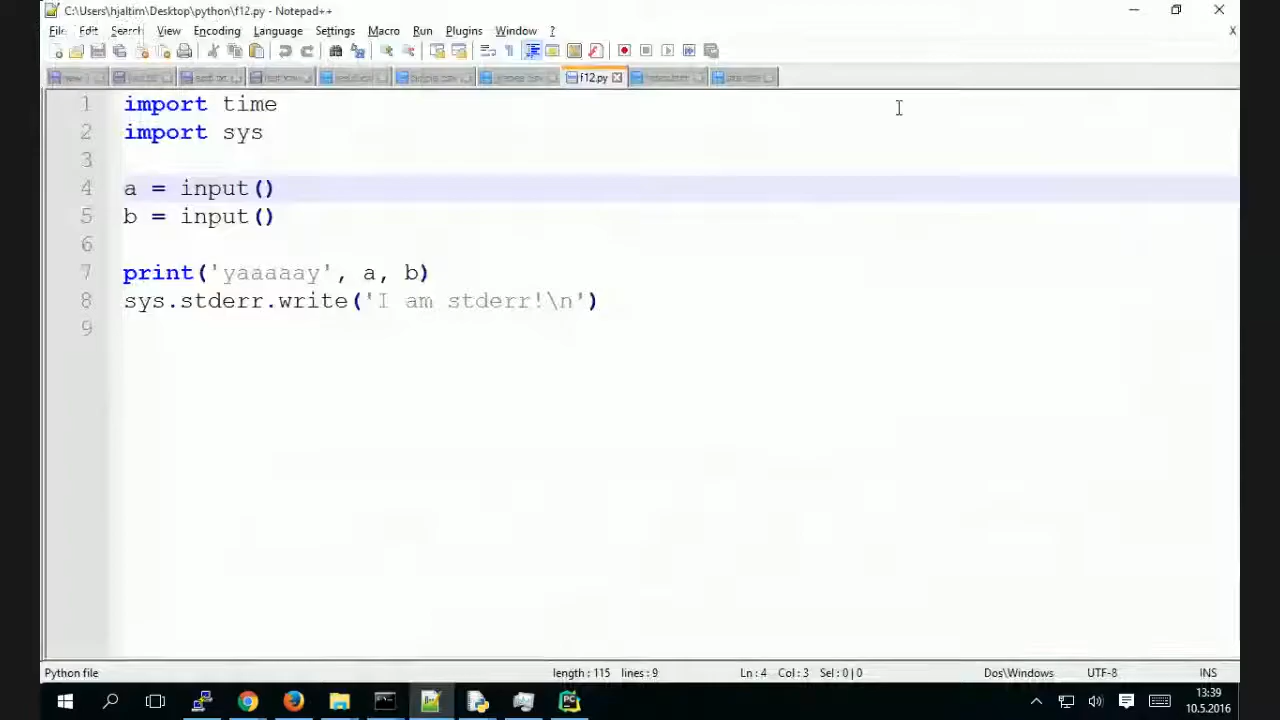 C:\Users\hjaltim\Desktop\python\f12.py - Notepad++
File Edit Search View Encoding Language Settings Macro Run Plugins Window ?
X
f12.py
1 import time
2 import sys
3
4 a = input()
5 b = input()
6
7 print('yaaaaay', a, b)
8 sys.stderr.write('I am stderr!\n')
9
Python file length : 115 lines : 9 Ln : 4 Col : 3 Sel : 0 | 0 Dos\Windows UTF-8 INS
13:39
10.5.2016